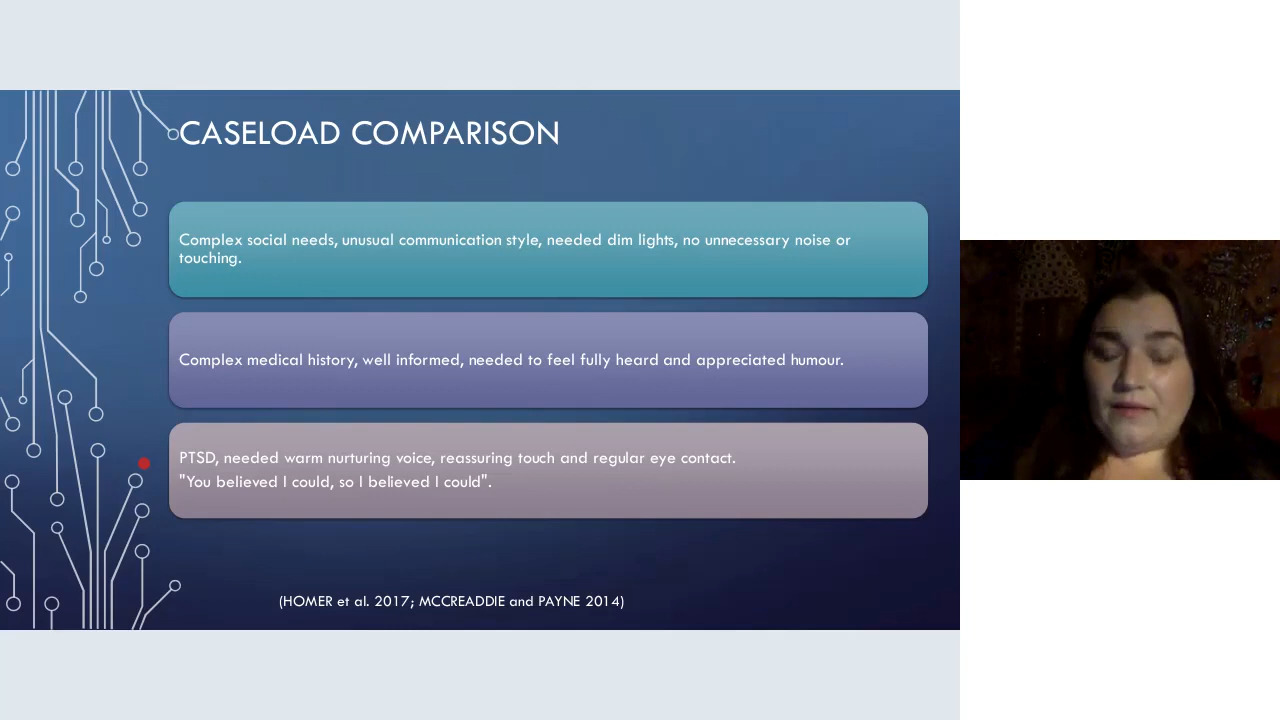 CASELOAD COMPARISON
Complex social needs, unusual communication style, needed dim lights, no unnecessary noise or
touching.
Complex medical history, well informed, needed to feel fully heard and appreciated humour.
PTSD, needed warm nurturing voice, reassuring touch and regular eye contact.
"You believed I could, so I believed I could".
(HOMER et al. 2017; MCCREADDIE and PAYNE 2014)